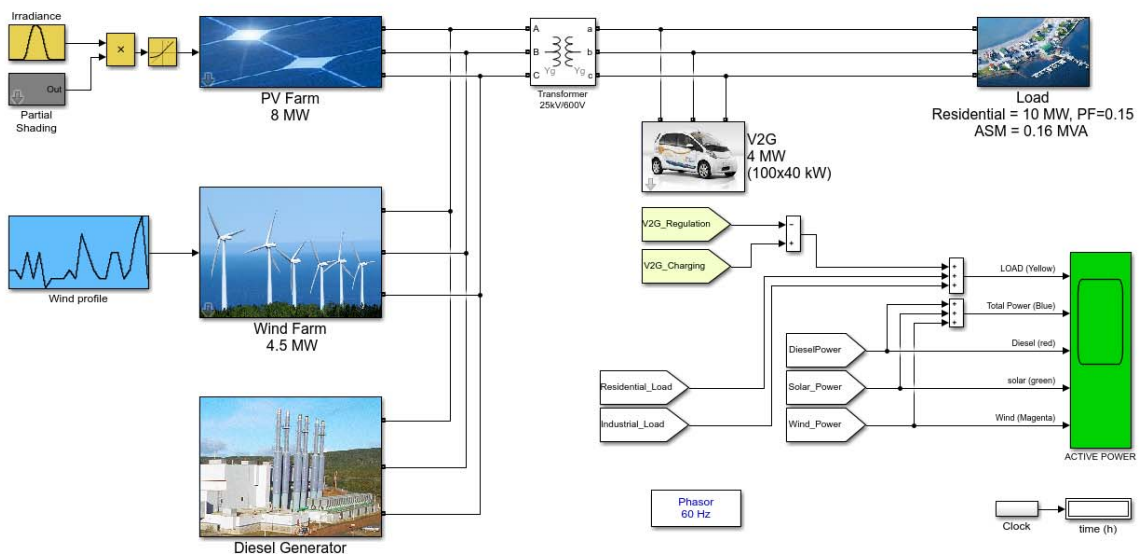 Irradiance
×
Out
Partial
Shading
PV Farm
8 MW
A
B
C
a
b
c
Yg Yg
Transformer
25kV/600V
Load
Residential = 10 MW, PF=0.15
ASM = 0.16 MVA
V2G
4 MW
(100x40 kW)
Wind profile
Wind Farm
4.5 MW
V2G_Regulation
V2G_Charging
−
+
+
+
+
LOAD (Yellow)
+
+
+
Total Power (Blue)
DieselPower
Diesel (red)
Residential_Load
Solar_Power
solar (green)
Industrial_Load
Wind_Power
Wind (Magenta)
ACTIVE POWER
Phasor
60 Hz
Clock
time (h)
Diesel Generator